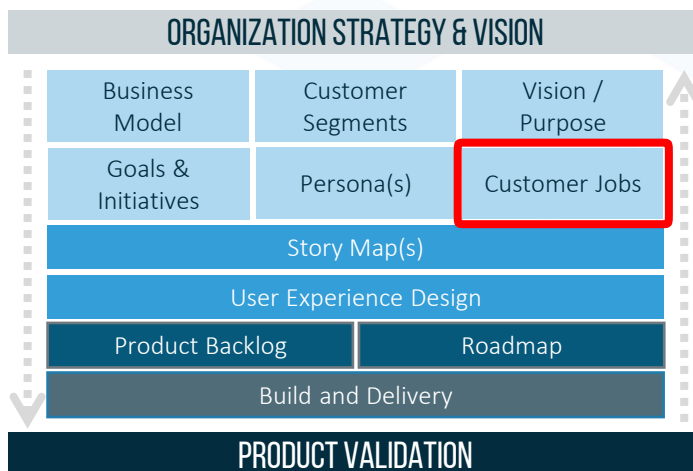 ORGANIZATION STRATEGY & VISION
Business
Model
Customer
Segments
Vision /
Purpose
Goals &
Initiatives
Persona(s)
Customer Jobs
Story Map(s)
User Experience Design
Product Backlog
Roadmap
Build and Delivery
PRODUCT VALIDATION